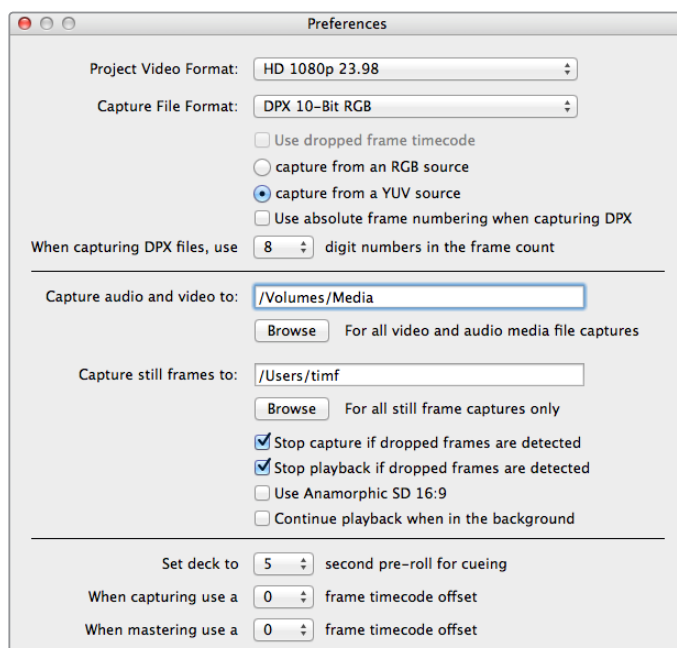 Preferences
Project Video Format: HD 1080p 23.98
Capture File Format: DPX 10-Bit RGB
Use dropped frame timecode
capture from an RGB source
capture from a YUV source
Use absolute frame numbering when capturing DPX
When capturing DPX files, use 8 digit numbers in the frame count
Capture audio and video to: /Volumes/Media
Browse For all video and audio media file captures
Capture still frames to: /Users/timf
Browse For all still frame captures only
Stop capture if dropped frames are detected
Stop playback if dropped frames are detected
Use Anamorphic SD 16:9
Continue playback when in the background
Set deck to 5 second pre-roll for cueing
When capturing use a 0 frame timecode offset
When mastering use a 0 frame timecode offset